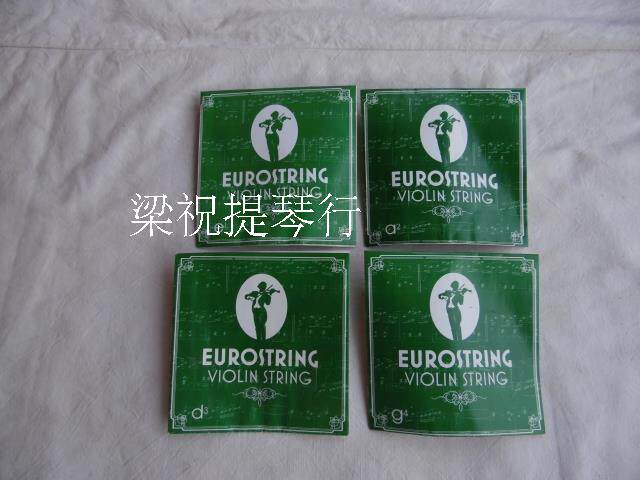 EUROSTRING
VIOLIN STRING
EUROSTRING
VIOLIN STRING
a2
梁祝提琴行
EUROSTRING
VIOLIN STRING
d3
EUROSTRING
VIOLIN STRING
g4